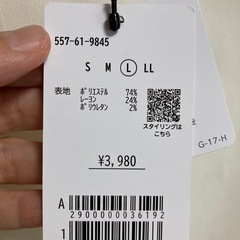 557-61-9845
S M L LL
表地 ポリエステル 74%
レーヨン 24%
ポリウレタン 2%
スタイリングは
こちら
¥3,980
G-17-H
A
2900000036192
1